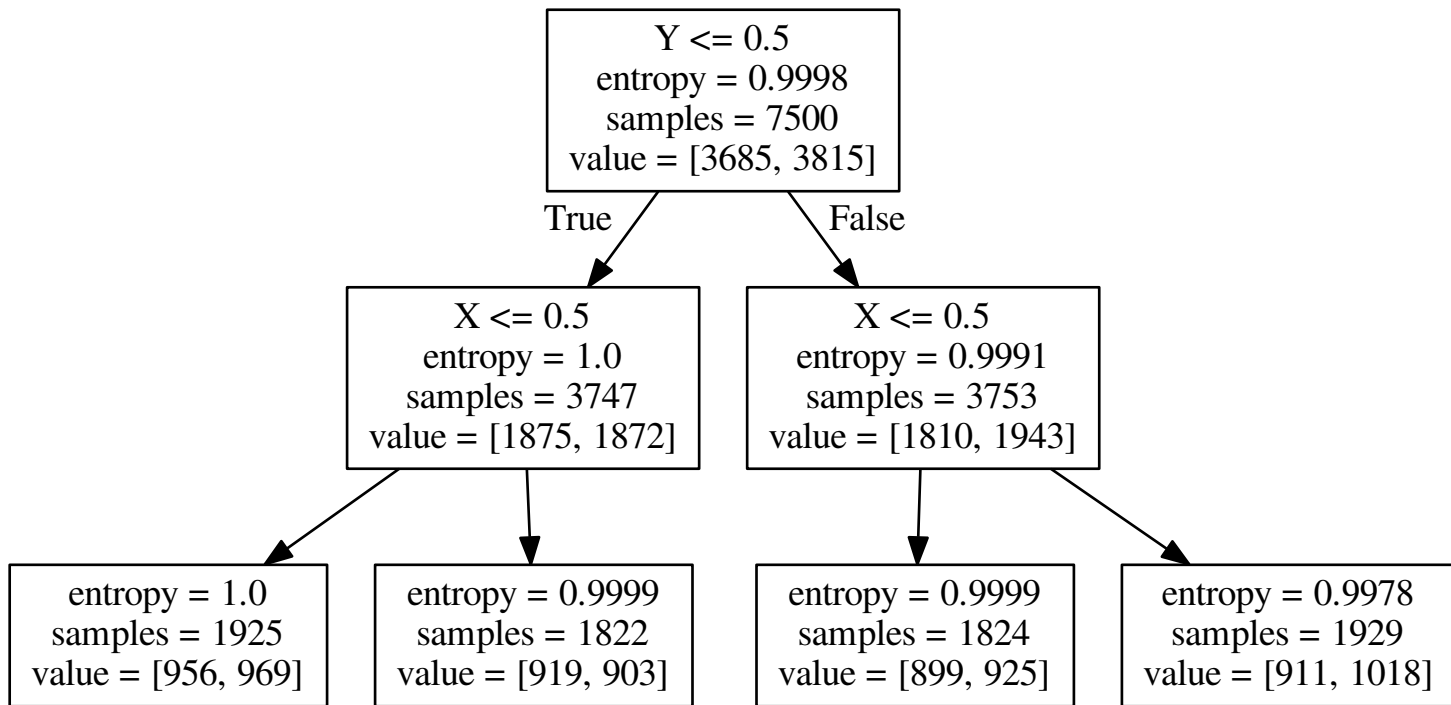 Y <= 0.5
entropy = 0.9998
samples = 7500
value = [3685, 3815]
True
False
X <= 0.5
entropy = 1.0
samples = 3747
value = [1875, 1872]
X <= 0.5
entropy = 0.9991
samples = 3753
value = [1810, 1943]
entropy = 1.0
samples = 1925
value = [956, 969]
entropy = 0.9999
samples = 1822
value = [919, 903]
entropy = 0.9999
samples = 1824
value = [899, 925]
entropy = 0.9978
samples = 1929
value = [911, 1018]